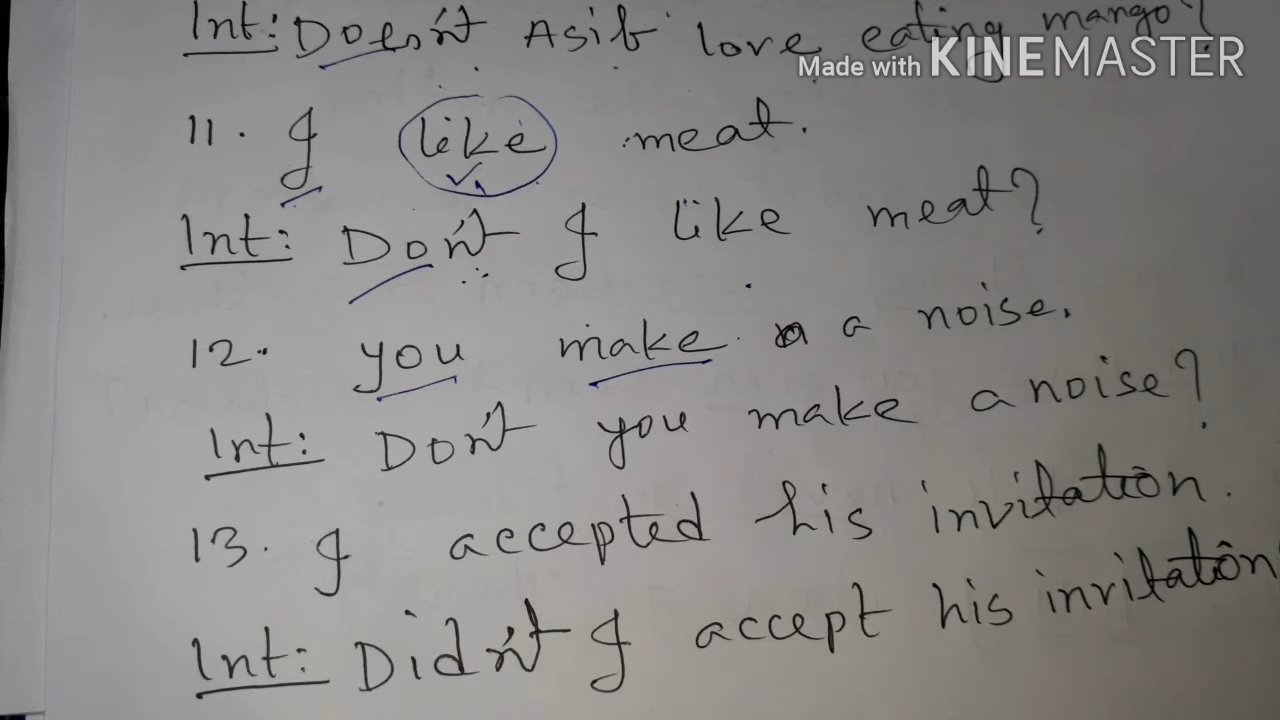 Int: Doesn't Asif love eating mango?
Made with KINEMASTER
11. I like meat.
Int: Don't I like meat?
12. you make a noise.
Int: Don't you make a noise?
13. I accepted his invitation.
Int: Didn't I accept his invitation